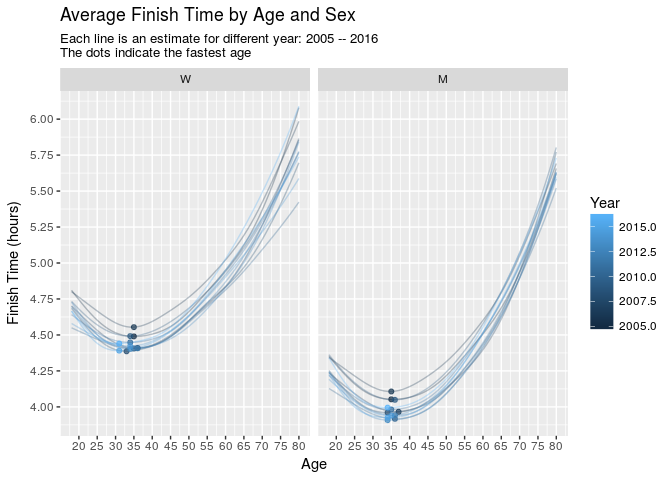 Average Finish Time by Age and Sex
Each line is an estimate for different year: 2005 -- 2016
The dots indicate the fastest age
W
M
6.00
5.75
5.50
5.25
5.00
4.75
4.50
4.25
4.00
Finish Time (hours)
20 25 30 35 40 45 50 55 60 65 70 75 80
20 25 30 35 40 45 50 55 60 65 70 75 80
Age
Year
2015.0
2012.5
2010.0
2007.5
2005.0